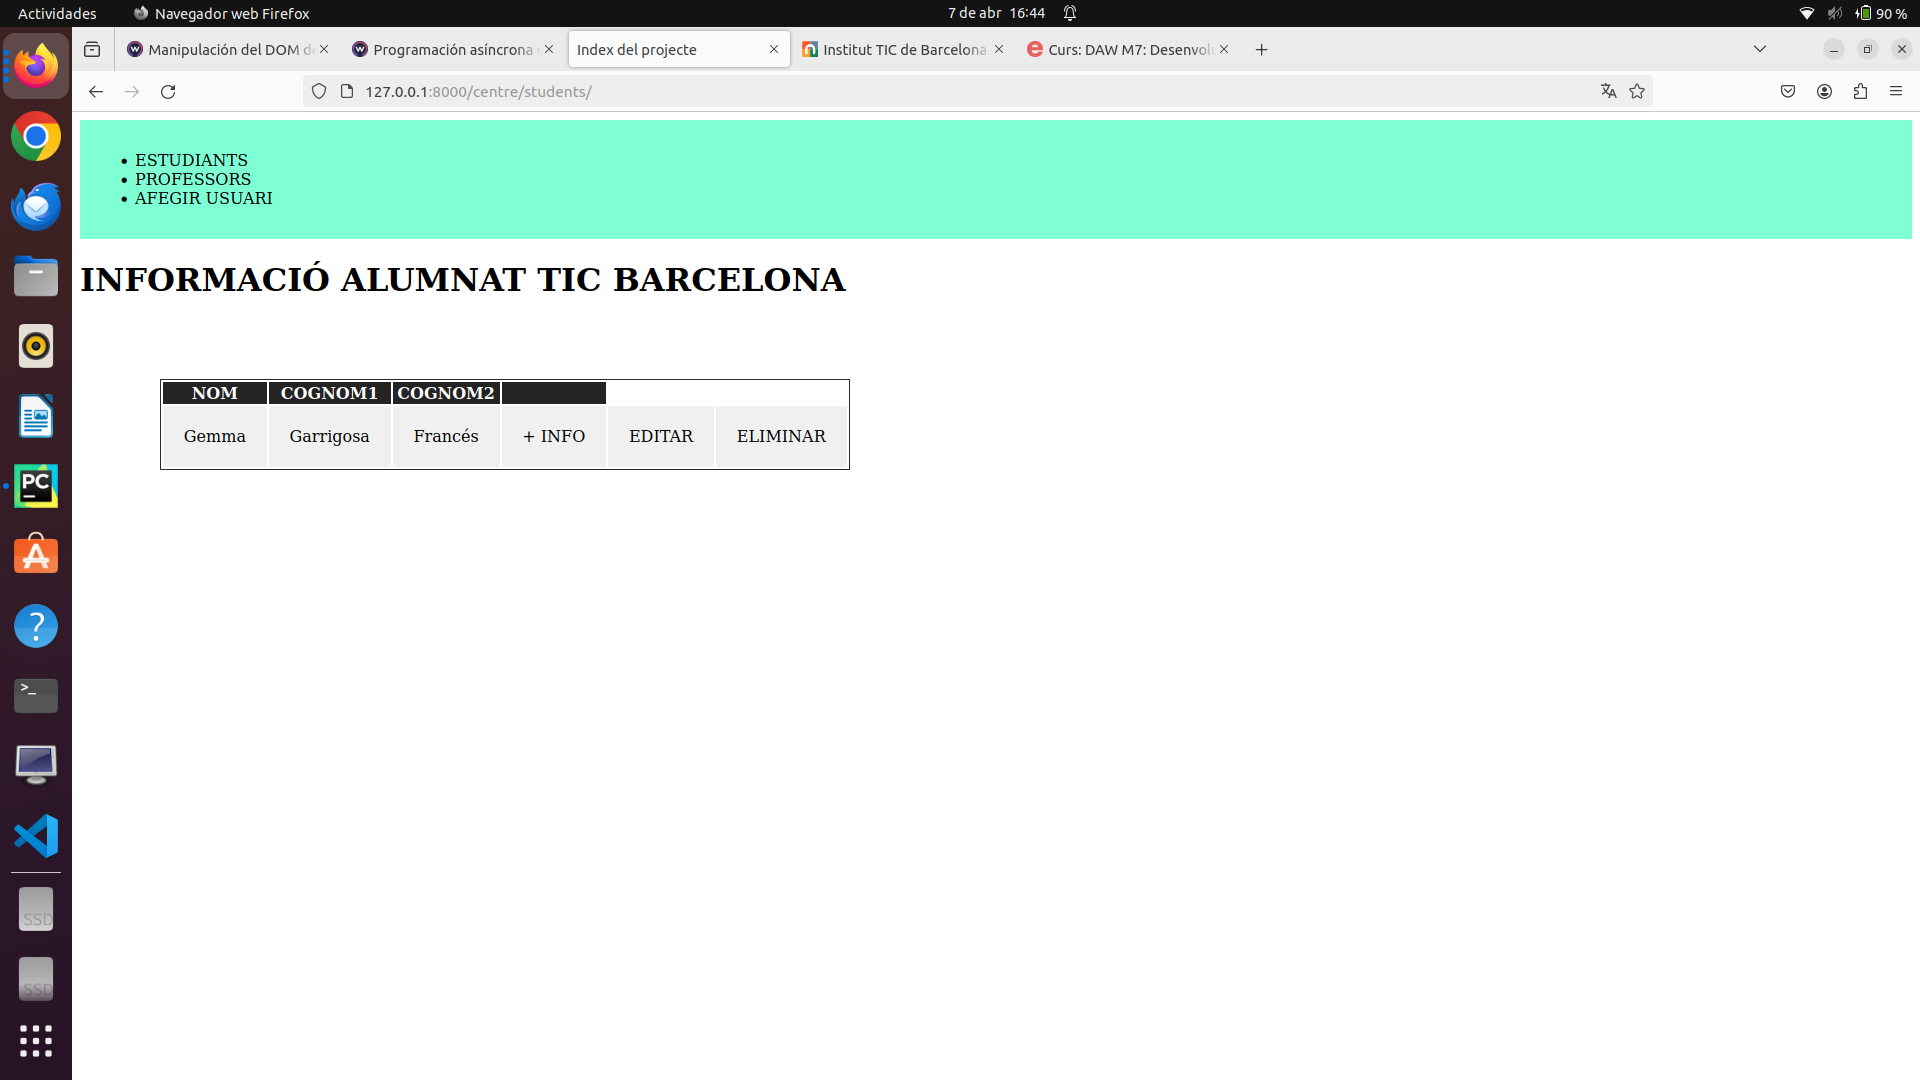 Actividades
Navegador web Firefox
7 de abr 16:44
90 %
Manipulación del DOM d
Programación asíncrona
Index del projecte
Institut TIC de Barcelona
Curs: DAW M7: Desenvol
127.0.0.1:8000/centre/students/
ESTUDIANTS
PROFESSORS
AFEGIR USUARI
INFORMACIÓ ALUMNAT TIC BARCELONA
NOM COGNOM1 COGNOM2
Gemma Garrigosa Francés + INFO EDITAR ELIMINAR
PC
SSD
SSD